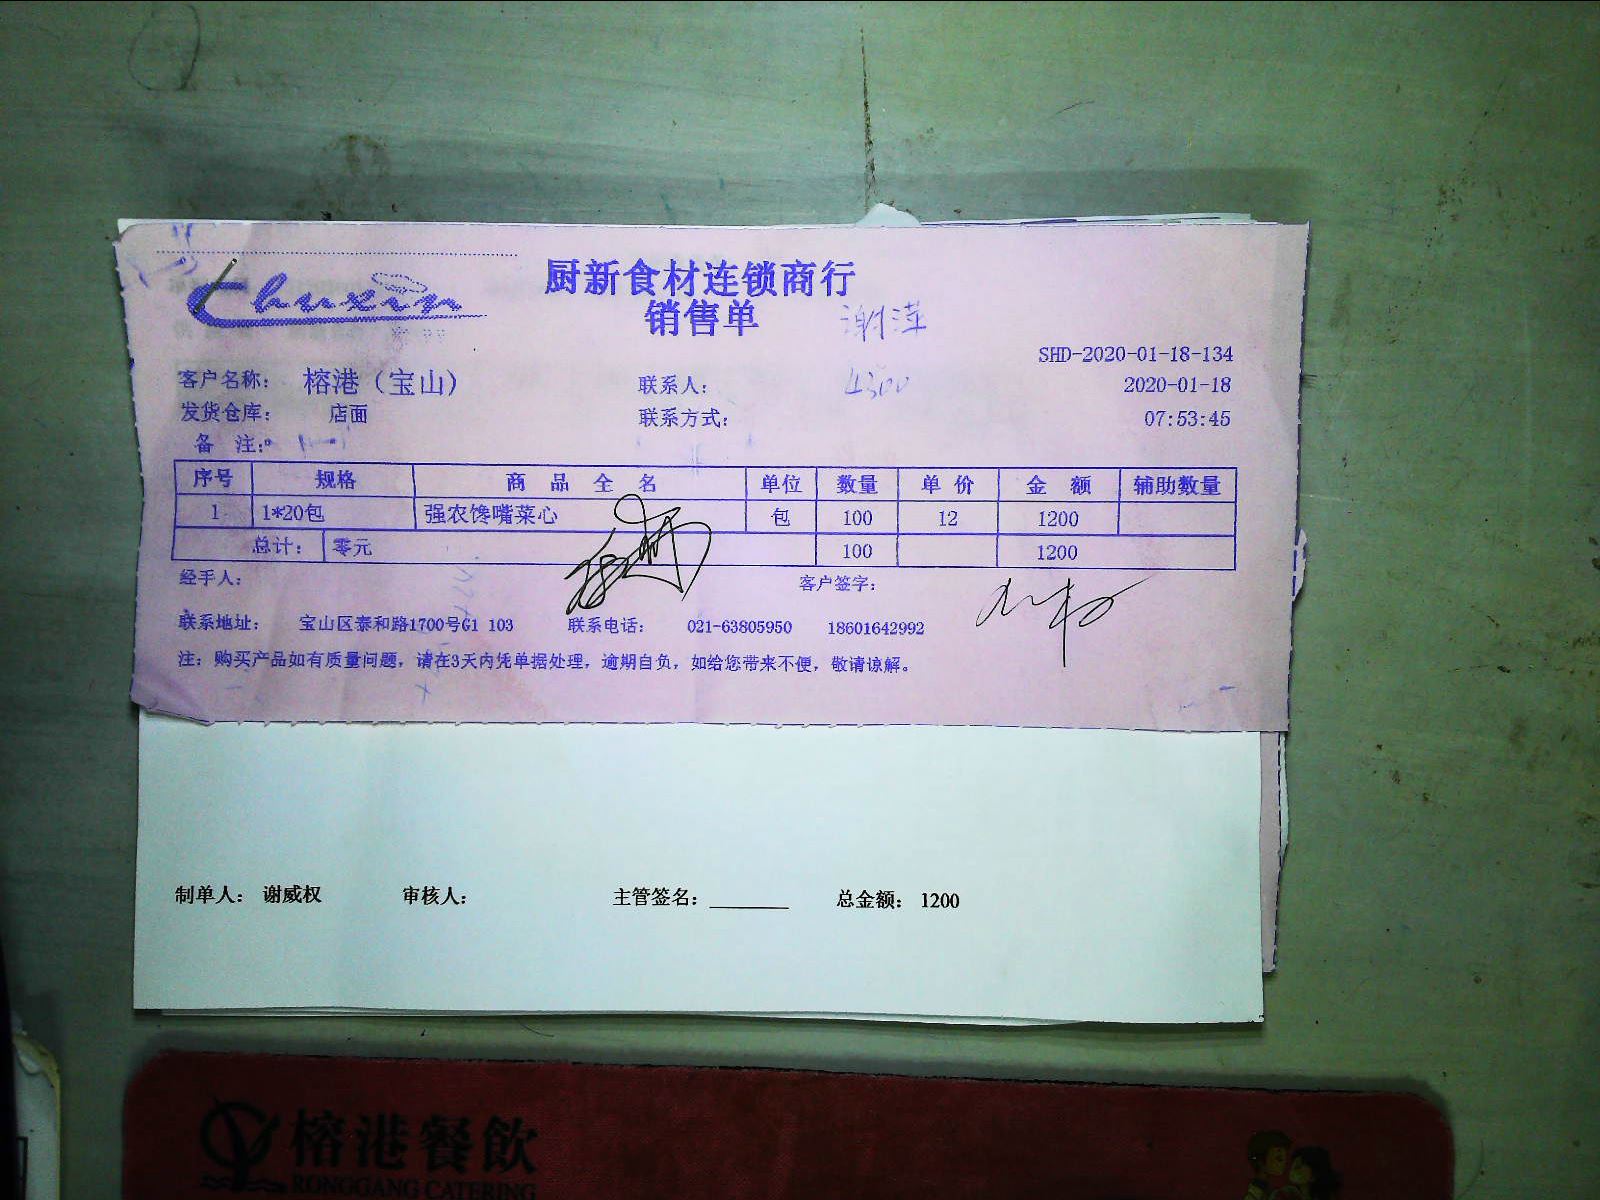 Chuxin
厨新食材连锁商行
销售单
谢萍
SHD-2020-01-18-134
客户名称： 榕港（宝山） 联系人： 4300 2020-01-18
发货仓库： 店面 联系方式： 07:53:45
备 注：
序号 规格 商 品 全 名 单位 数量 单 价 金 额 辅助数量
1 1*20包 强农馋嘴菜心 包 100 12 1200
总计： 零元 100 1200
经手人： 客户签字：
联系地址： 宝山区泰和路1700号G1 103 联系电话： 021-63805950 18601642992
注：购买产品如有质量问题，请在3天内凭单据处理，逾期自负，如给您带来不便，敬请谅解。
制单人： 谢威权 审核人： 主管签名：________ 总金额： 1200
榕港餐飲
RONGGANG CATERING